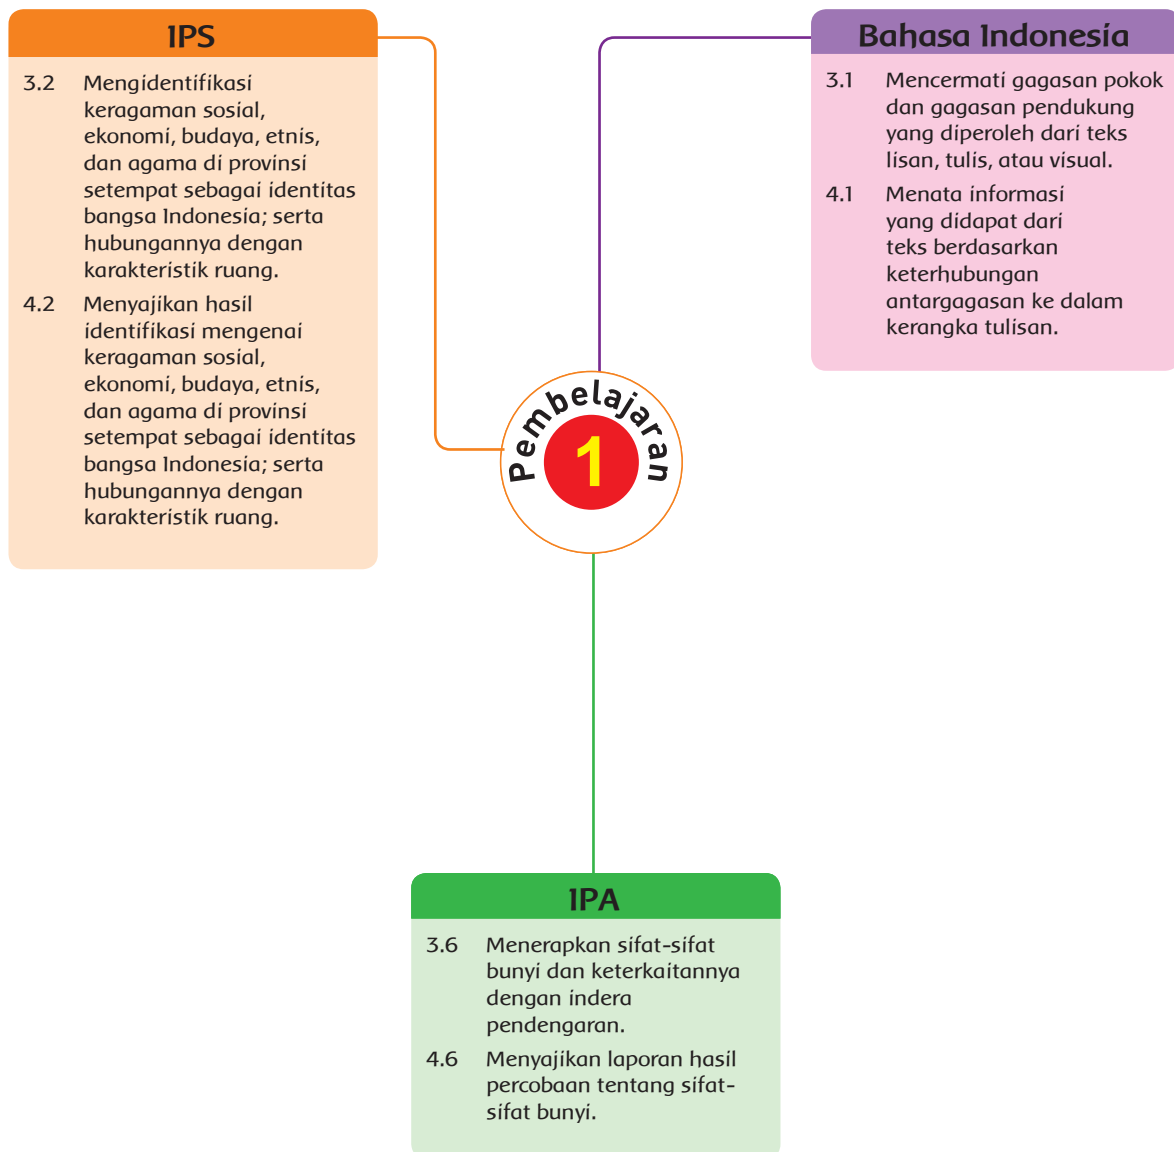 IPS
3.2 Mengidentifikasi
keragaman sosial,
ekonomi, budaya, etnis,
dan agama di provinsi
setempat sebagai identitas
bangsa Indonesia; serta
hubungannya dengan
karakteristik ruang.
4.2 Menyajikan hasil
identifikasi mengenai
keragaman sosial,
ekonomi, budaya, etnis,
dan agama di provinsi
setempat sebagai identitas
bangsa Indonesia; serta
hubungannya dengan
karakteristik ruang.
Bahasa Indonesia
3.1 Mencermati gagasan pokok
dan gagasan pendukung
yang diperoleh dari teks
lisan, tulis, atau visual.
4.1 Menata informasi
yang didapat dari
teks berdasarkan
keterhubungan
antargagasan ke dalam
kerangka tulisan.
Pembelajaran
1
IPA
3.6 Menerapkan sifat-sifat
bunyi dan keterkaitannya
dengan indera
pendengaran.
4.6 Menyajikan laporan hasil
percobaan tentang sifat-
sifat bunyi.